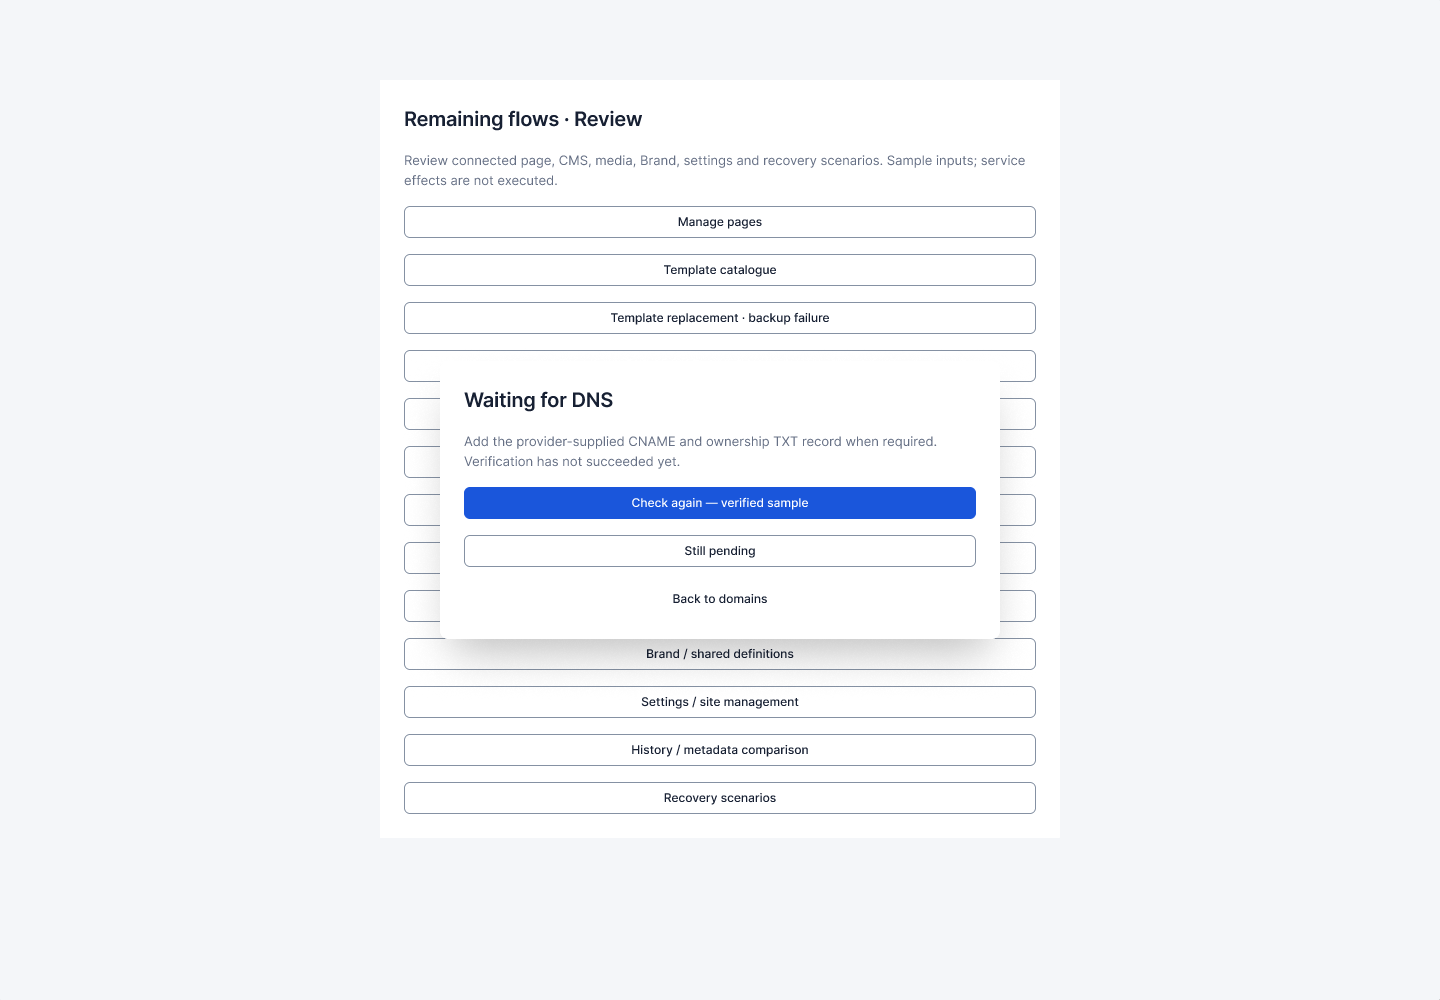 Remaining flows · Review
Review connected page, CMS, media, Brand, settings and recovery scenarios. Sample inputs; service
effects are not executed.
Manage pages
Template catalogue
Template replacement · backup failure
Waiting for DNS
Add the provider-supplied CNAME and ownership TXT record when required.
Verification has not succeeded yet.
Check again — verified sample
Still pending
Back to domains
Brand / shared definitions
Settings / site management
History / metadata comparison
Recovery scenarios